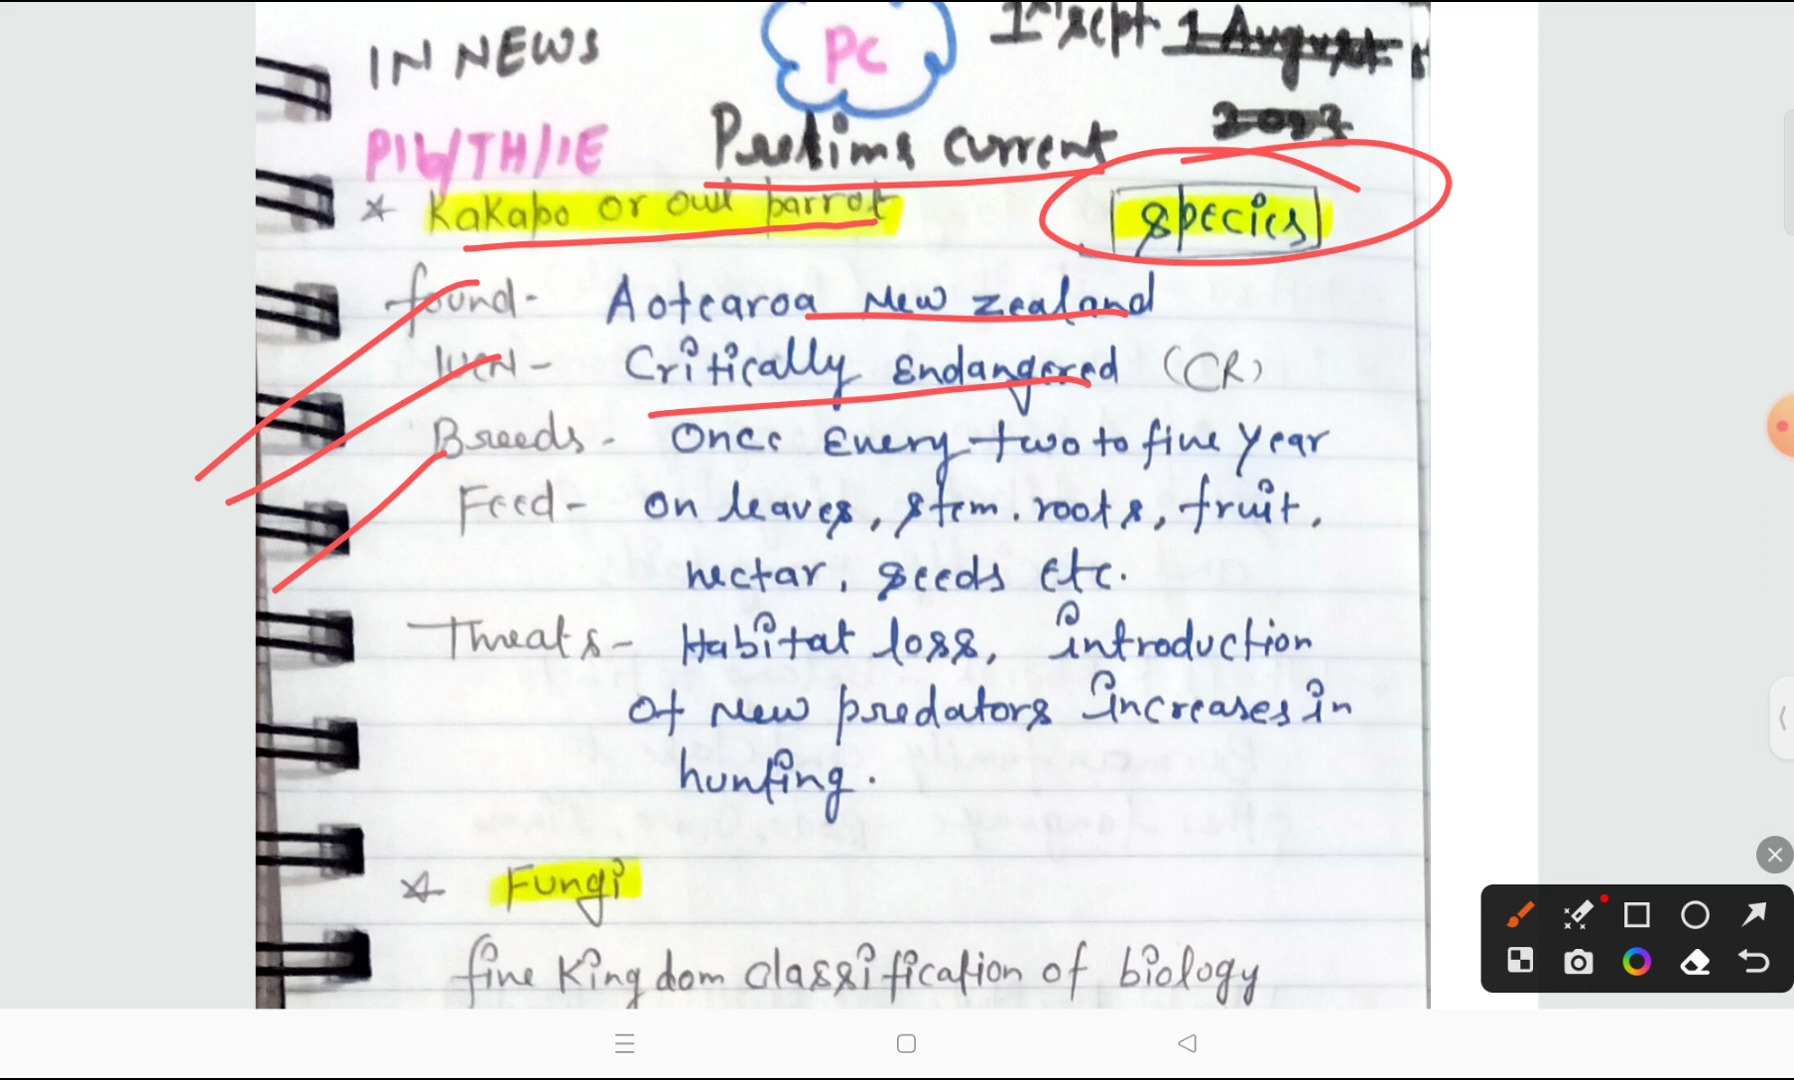 IN NEWS
PC
1st sept 1 August
2023
PIB/TH/IE
Prelims current
* Kakapo or owl parrot
species
found - Aotearoa New Zealand
IUCN - Critically Endangered (CR)
Breeds - Once Every two to five year
Feed - on leaves, stem. roots, fruit,
nectar, seeds etc.
Threats - Habitat loss, introduction
of New predators increases in
hunting.
* Fungi
five Kingdom classification of biology